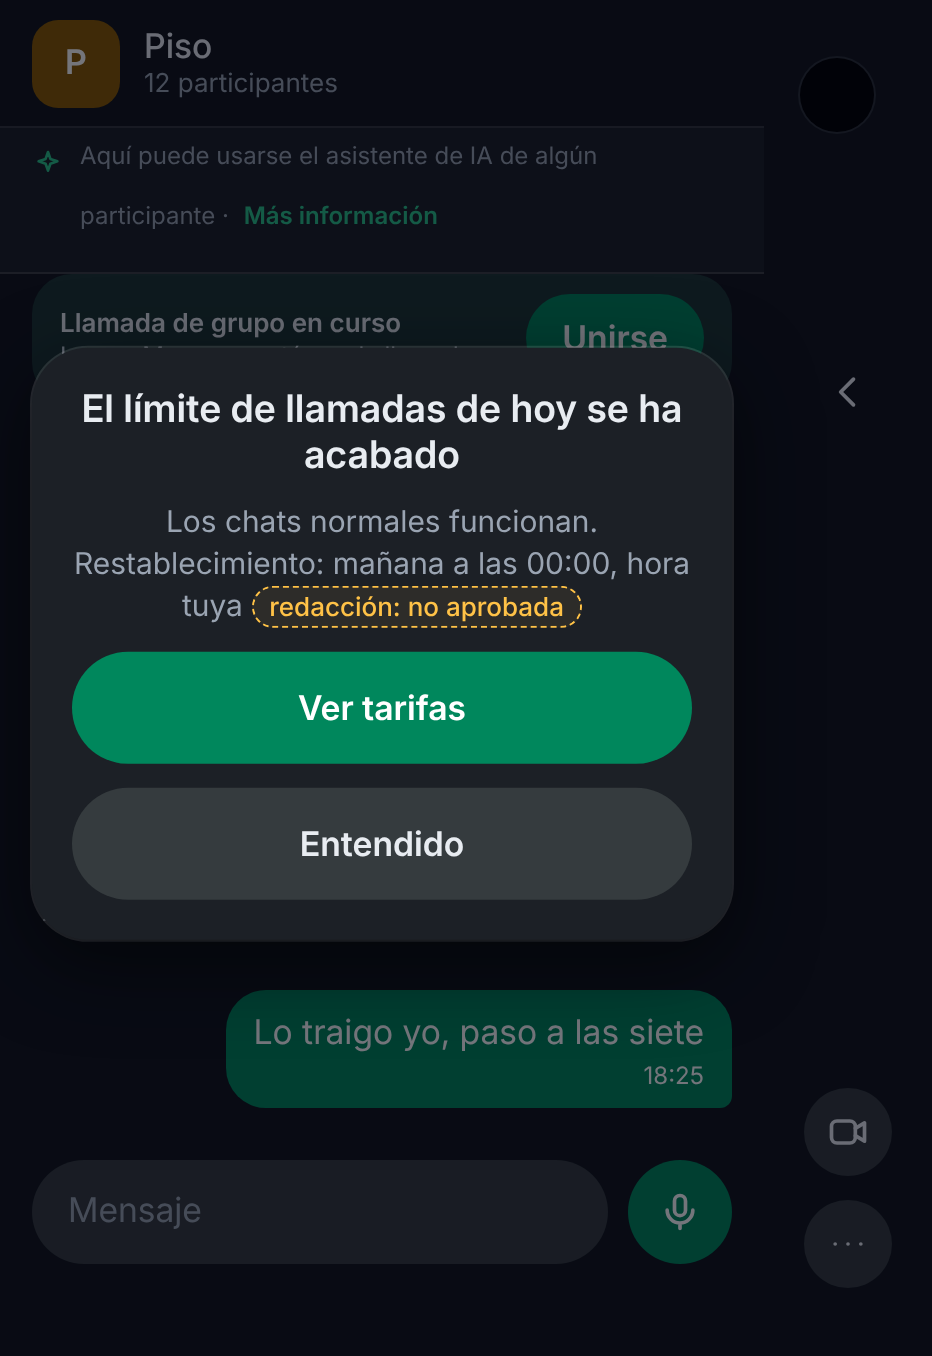 P
Piso
12 participantes
Aquí puede usarse el asistente de IA de algún
participante · Más información
Llamada de grupo en curso
Unirse
El límite de llamadas de hoy se ha
acabado
Los chats normales funcionan.
Restablecimiento: mañana a las 00:00, hora
tuya redacción: no aprobada
Ver tarifas
Entendido
Lo traigo yo, paso a las siete
18:25
Mensaje